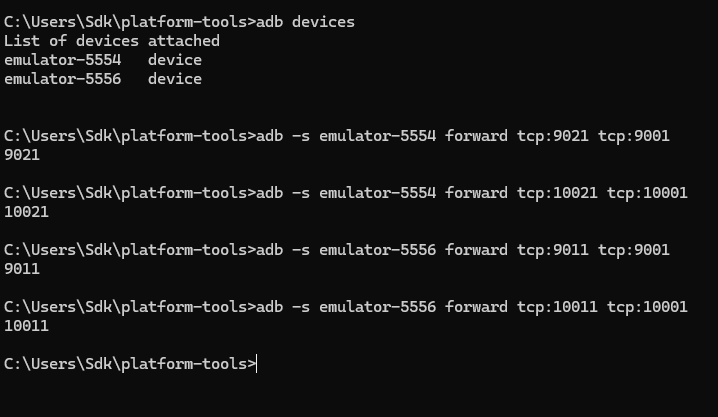 C:\Users\Sdk\platform-tools>adb devices
List of devices attached
emulator-5554   device
emulator-5556   device
C:\Users\Sdk\platform-tools>adb -s emulator-5554 forward tcp:9021 tcp:9001
9021
C:\Users\Sdk\platform-tools>adb -s emulator-5554 forward tcp:10021 tcp:10001
10021
C:\Users\Sdk\platform-tools>adb -s emulator-5556 forward tcp:9011 tcp:9001
9011
C:\Users\Sdk\platform-tools>adb -s emulator-5556 forward tcp:10011 tcp:10001
10011
C:\Users\Sdk\platform-tools>